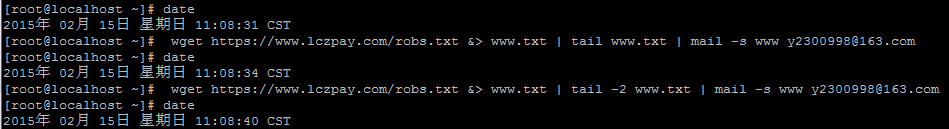 [root@localhost ~]# date
2015年 02月 15日 星期日 11:08:31 CST
[root@localhost ~]#  wget https://www.lczpay.com/robs.txt &> www.txt | tail www.txt | mail -s www y2300998@163.com
[root@localhost ~]# date
2015年 02月 15日 星期日 11:08:34 CST
[root@localhost ~]#  wget https://www.lczpay.com/robs.txt &> www.txt | tail -2 www.txt | mail -s www y2300998@163.com
[root@localhost ~]# date
2015年 02月 15日 星期日 11:08:40 CST